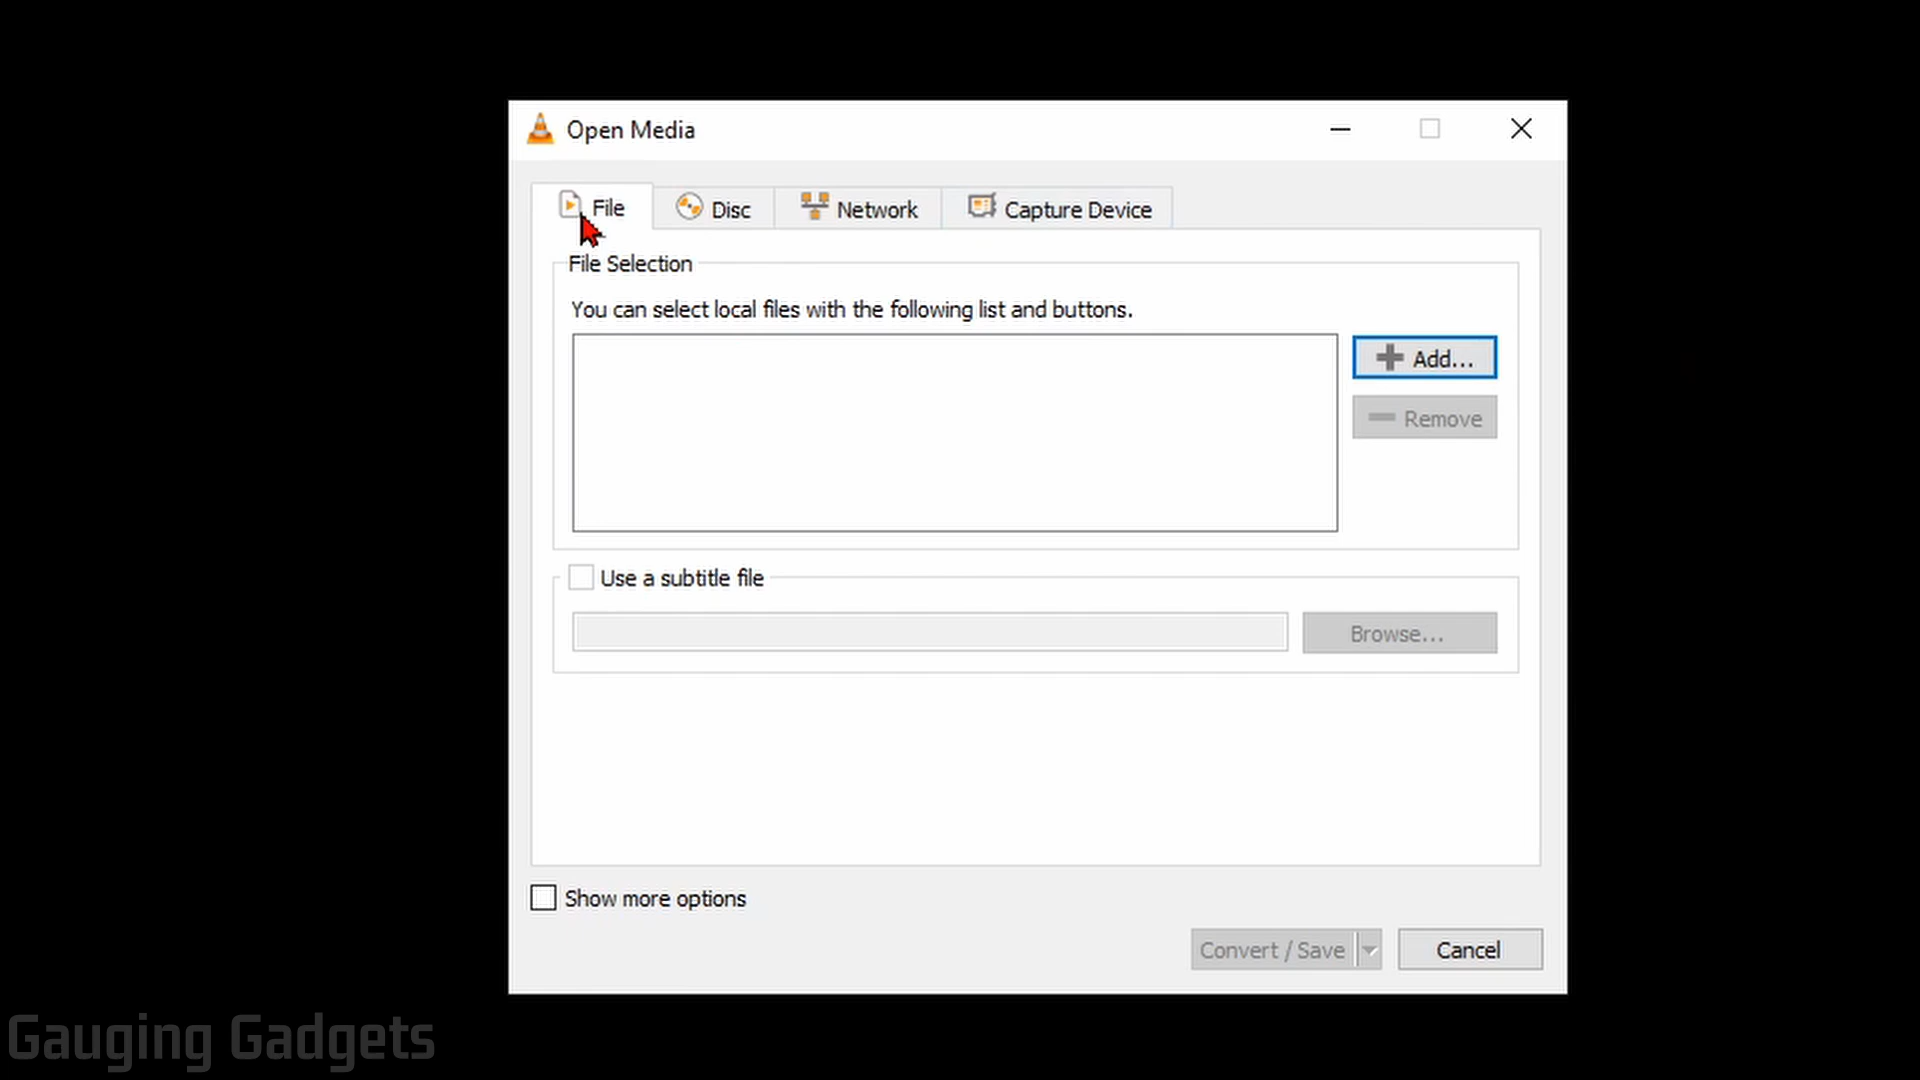 Open Media
File
Disc
Network
Capture Device
File Selection
You can select local files with the following list and buttons.
Add...
Remove
Use a subtitle file
Browse...
Show more options
Convert / Save
Cancel
Gauging Gadgets